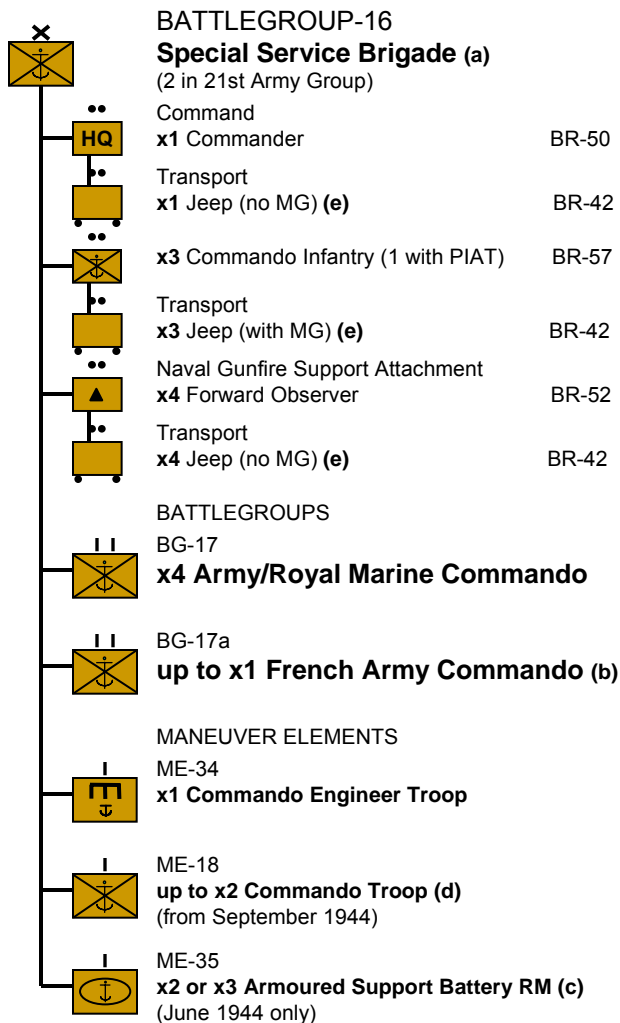 BATTLEGROUP-16
Special Service Brigade (a)
(2 in 21st Army Group)
Command
HQ
x1 Commander BR-50
Transport
x1 Jeep (no MG) (e) BR-42
x3 Commando Infantry (1 with PIAT) BR-57
Transport
x3 Jeep (with MG) (e) BR-42
Naval Gunfire Support Attachment
x4 Forward Observer BR-52
Transport
x4 Jeep (no MG) (e) BR-42
BATTLEGROUPS
BG-17
x4 Army/Royal Marine Commando
BG-17a
up to x1 French Army Commando (b)
MANEUVER ELEMENTS
ME-34
x1 Commando Engineer Troop
ME-18
up to x2 Commando Troop (d)
(from September 1944)
ME-35
x2 or x3 Armoured Support Battery RM (c)
(June 1944 only)